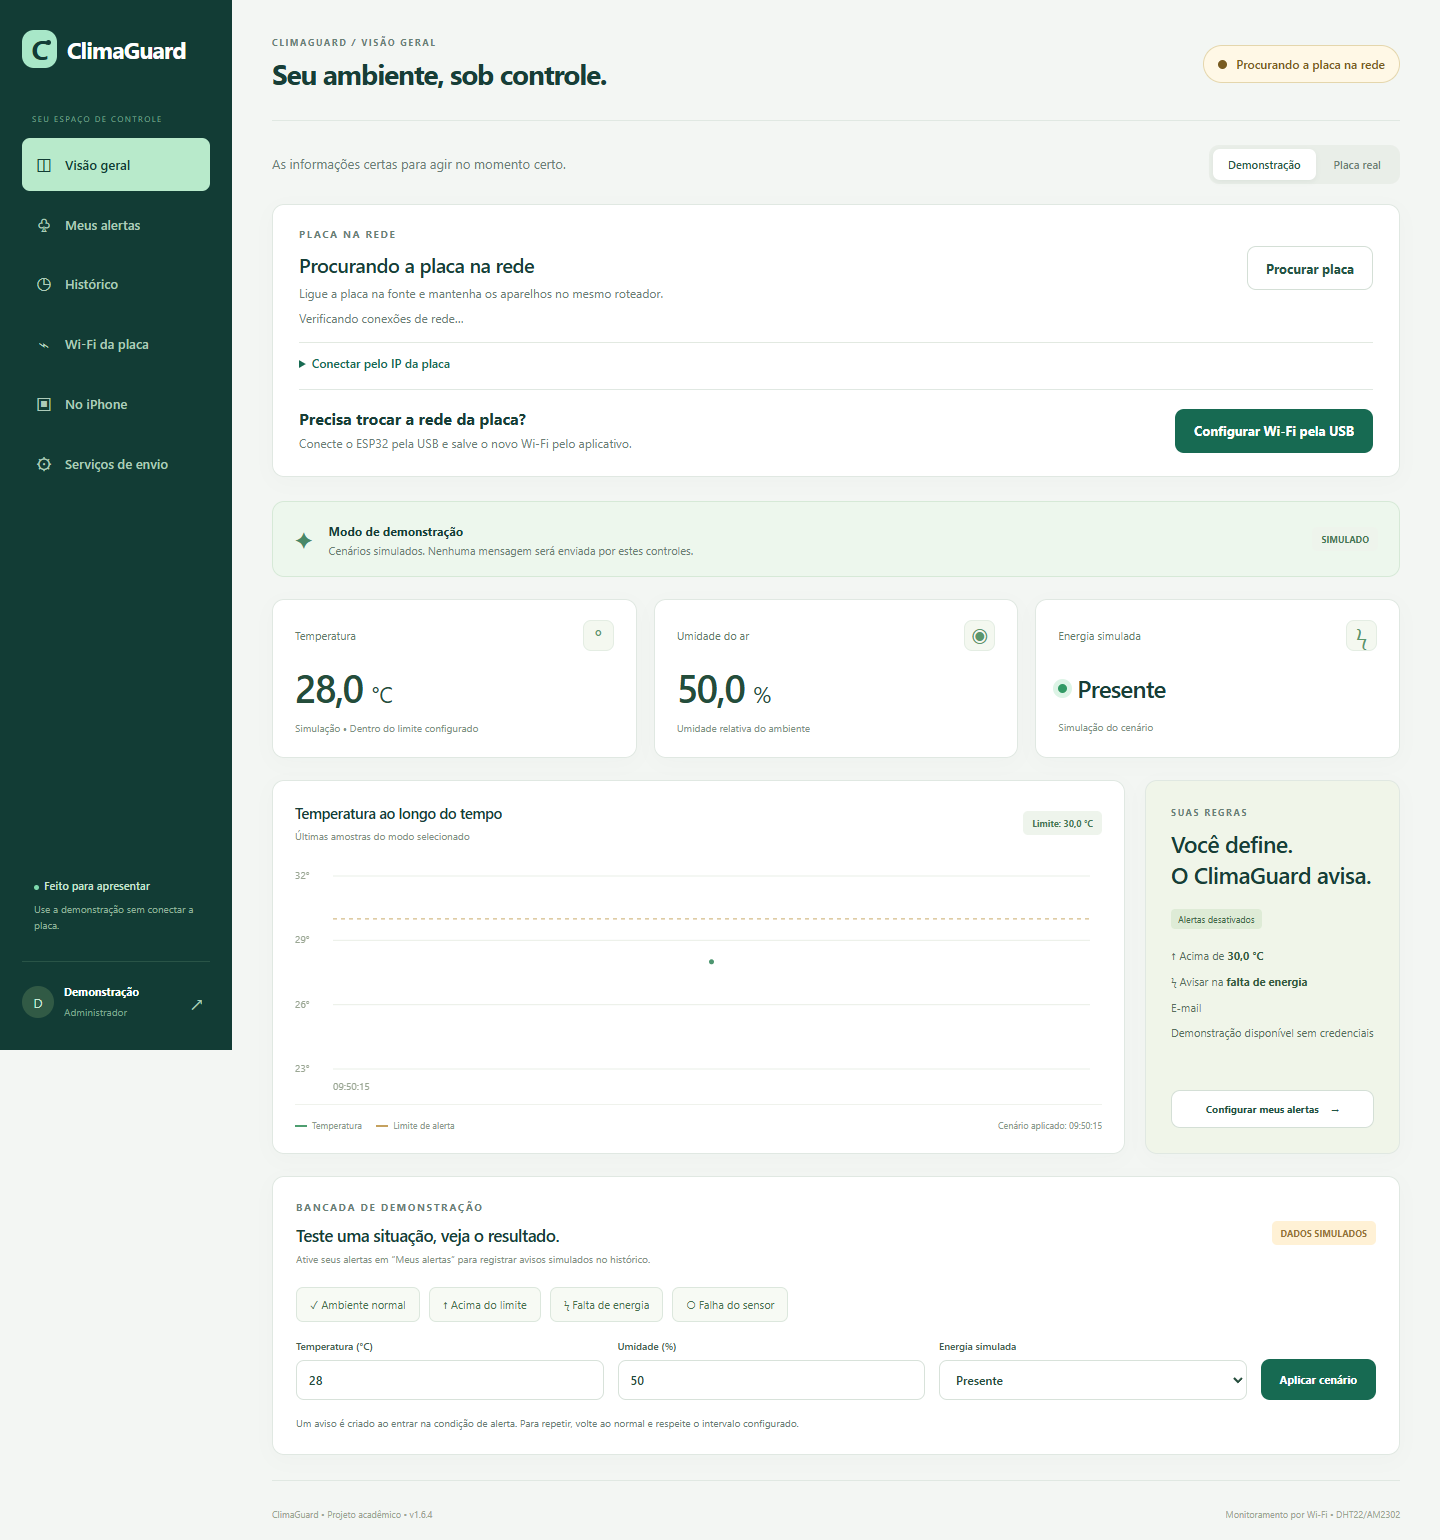 ClimaGuard
SEU ESPAÇO DE CONTROLE
Visão geral
Meus alertas
Histórico
Wi-Fi da placa
No iPhone
Serviços de envio
Feito para apresentar
Use a demonstração sem conectar a
placa.
D
Demonstração
Administrador
CLIMAGUARD / VISÃO GERAL
Seu ambiente, sob controle.
Procurando a placa na rede
As informações certas para agir no momento certo.
Demonstração
Placa real
PLACA NA REDE
Procurando a placa na rede
Ligue a placa na fonte e mantenha os aparelhos no mesmo roteador.
Verificando conexões de rede...
Procurar placa
Conectar pelo IP da placa
Precisa trocar a rede da placa?
Conecte o ESP32 pela USB e salve o novo Wi-Fi pelo aplicativo.
Configurar Wi-Fi pela USB
Modo de demonstração
Cenários simulados. Nenhuma mensagem será enviada por estes controles.
SIMULADO
Temperatura
°
28,0 °C
Simulação • Dentro do limite configurado
Umidade do ar
50,0 %
Umidade relativa do ambiente
Energia simulada
Presente
Simulação do cenário
Temperatura ao longo do tempo
Últimas amostras do modo selecionado
Limite: 30,0 °C
32°
29°
26°
23°
09:50:15
Temperatura
Limite de alerta
Cenário aplicado: 09:50:15
SUAS REGRAS
Você define.
O ClimaGuard avisa.
Alertas desativados
↑ Acima de 30,0 °C
Avisar na falta de energia
E-mail
Demonstração disponível sem credenciais
Configurar meus alertas →
BANCADA DE DEMONSTRAÇÃO
Teste uma situação, veja o resultado.
Ative seus alertas em "Meus alertas" para registrar avisos simulados no histórico.
DADOS SIMULADOS
✓ Ambiente normal
↑ Acima do limite
Falta de energia
○ Falha do sensor
Temperatura (°C)
28
Umidade (%)
50
Energia simulada
Presente
Aplicar cenário
Um aviso é criado ao entrar na condição de alerta. Para repetir, volte ao normal e respeite o intervalo configurado.
ClimaGuard • Projeto acadêmico • v1.6.4
Monitoramento por Wi-Fi • DHT22/AM2302